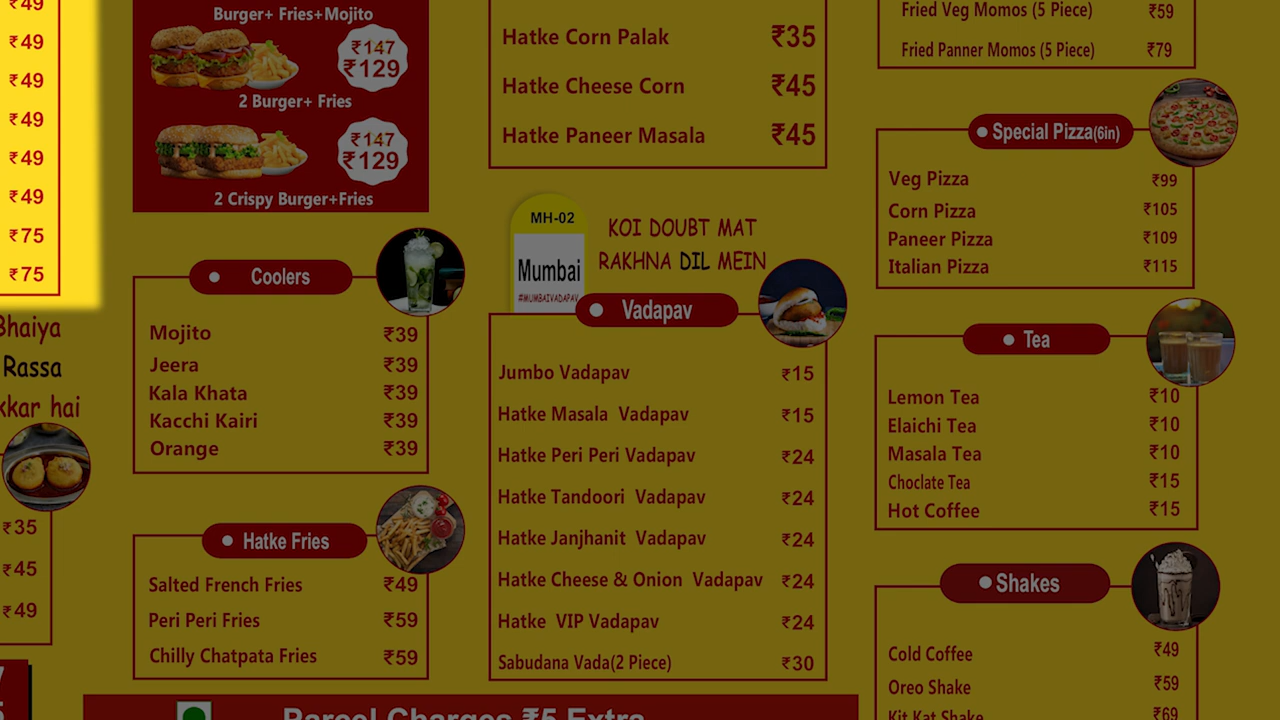 ₹49
₹49
₹49
₹49
₹49
₹49
₹75
₹75
Bhaiya
Rassa
hai
₹35
₹45
₹49
Burger+ Fries+Mojito
₹147
₹129
2 Burger+ Fries
₹147
₹129
2 Crispy Burger+Fries
Coolers
Mojito ₹39
Jeera ₹39
Kala Khata ₹39
Kacchi Kairi ₹39
Orange ₹39
Hatke Fries
Salted French Fries ₹49
Peri Peri Fries ₹59
Chilly Chatpata Fries ₹59
Hatke Corn Palak ₹35
Hatke Cheese Corn ₹45
Hatke Paneer Masala ₹45
MH-02
Mumbai
#MUMBAIVADAPAV
KOI DOUBT MAT
RAKHNA DIL MEIN
Vadapav
Jumbo Vadapav ₹15
Hatke Masala Vadapav ₹15
Hatke Peri Peri Vadapav ₹24
Hatke Tandoori Vadapav ₹24
Hatke Janjhanit Vadapav ₹24
Hatke Cheese & Onion Vadapav ₹24
Hatke VIP Vadapav ₹24
Sabudana Vada(2 Piece) ₹30
Fried Veg Momos (5 Piece) ₹59
Fried Panner Momos (5 Piece) ₹79
Special Pizza(6in)
Veg Pizza ₹99
Corn Pizza ₹105
Paneer Pizza ₹109
Italian Pizza ₹115
Tea
Lemon Tea ₹10
Elaichi Tea ₹10
Masala Tea ₹10
Choclate Tea ₹15
Hot Coffee ₹15
Shakes
Cold Coffee ₹49
Oreo Shake ₹59
Kit Kat Shake ₹69
Parcel Charges ₹5 Extra